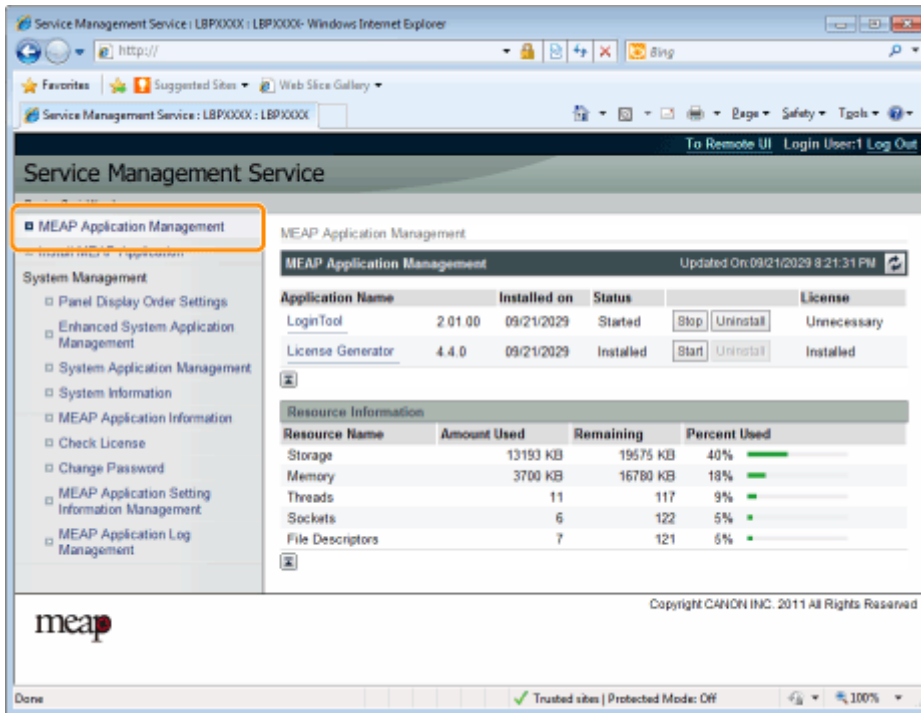 Service Management Service : LBPXXXX : LBPXXXX- Windows Internet Explorer
http://
Bing
Favorites Suggested Sites Web Slice Gallery
Service Management Service : LBPXXXX : LBPXXXX
Page Safety Tools
To Remote UI Login User:1 Log Out
Service Management Service
MEAP Application Management
Install MEAP Application
System Management
Panel Display Order Settings
Enhanced System Application
Management
System Application Management
System Information
MEAP Application Information
Check License
Change Password
MEAP Application Setting
Information Management
MEAP Application Log
Management
MEAP Application Management
MEAP Application Management Updated On:09/21/2029 8:21:31 PM
Application Name Installed on Status License
LoginTool 2.01.00 09/21/2029 Started Stop Uninstall Unnecessary
License Generator 4.4.0 09/21/2029 Installed Start Uninstall Installed
Resource Information
Resource Name Amount Used Remaining Percent Used
Storage 13193 KB 19575 KB 40%
Memory 3700 KB 16780 KB 18%
Threads 11 117 9%
Sockets 6 122 5%
File Descriptors 7 121 6%
Copyright CANON INC. 2011 All Rights Reserved
meap
Done Trusted sites | Protected Mode: Off 100%